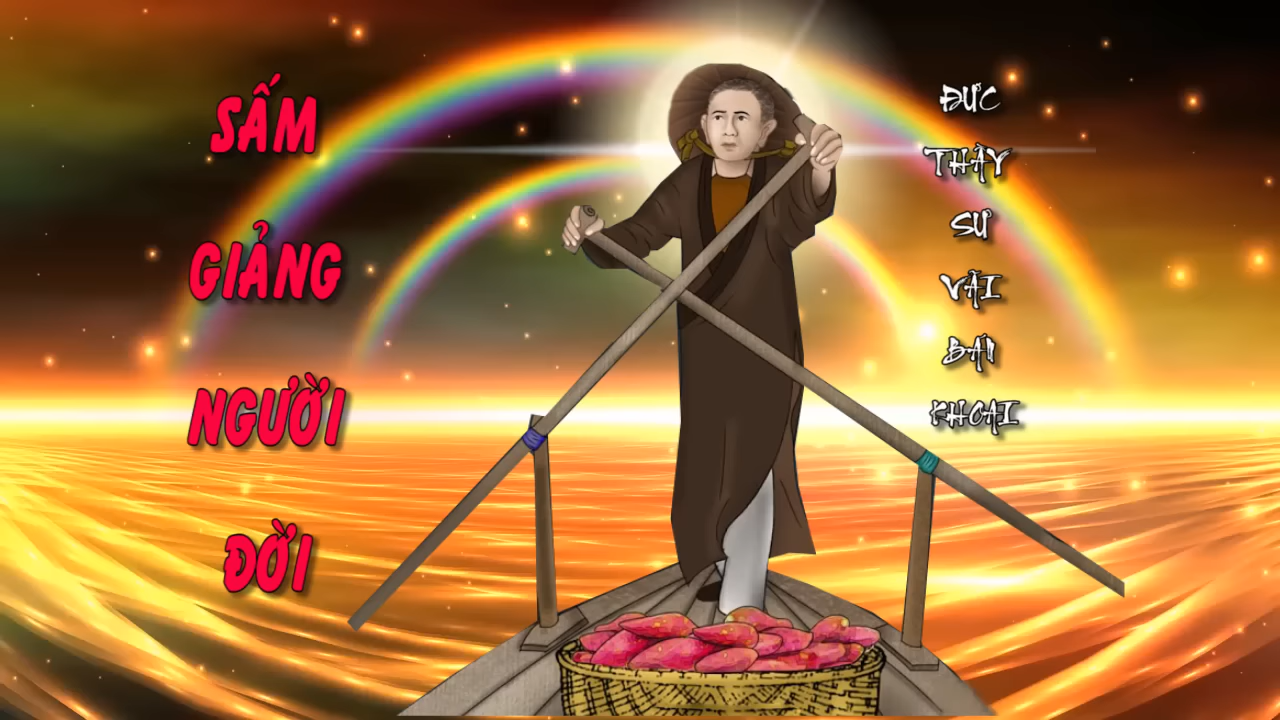 SẤM
GIẢNG
NGƯỜI
ĐỜI
ĐỨC
THẦY
SƯ
VÃI
BÁN
KHOAI